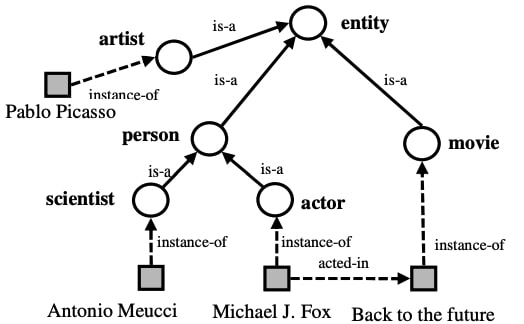 is-a
entity
artist
is-a
is-a
instance-of
Pablo Picasso
person
movie
is-a
is-a
scientist
actor
instance-of
instance-of
instance-of
acted-in
Antonio Meucci
Michael J. Fox
Back to the future